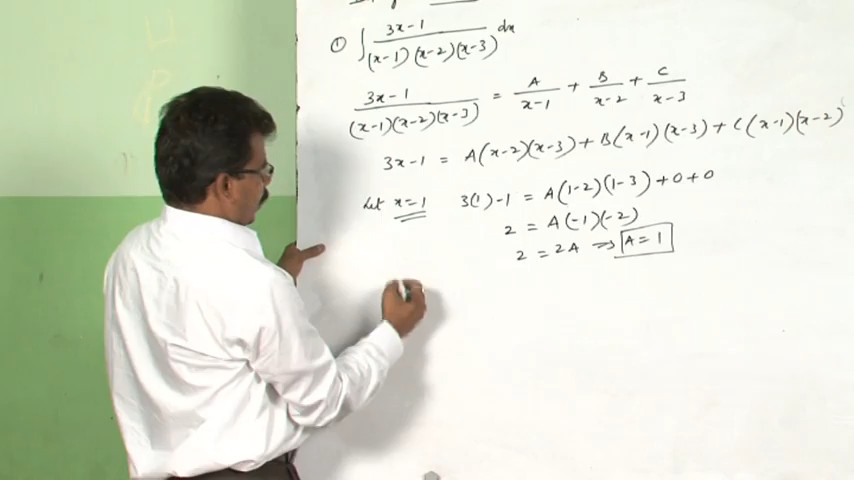 ① ∫ 3x-1 / (x-1)(x-2)(x-3) dx
3x-1 / (x-1)(x-2)(x-3) = A / x-1 + B / x-2 + C / x-3
3x-1 = A(x-2)(x-3) + B(x-1)(x-3) + C(x-1)(x-2)
Let x=1 3(1)-1 = A(1-2)(1-3)+0+0
2 = A(-1)(-2)
2 = 2A ⇒ A=1